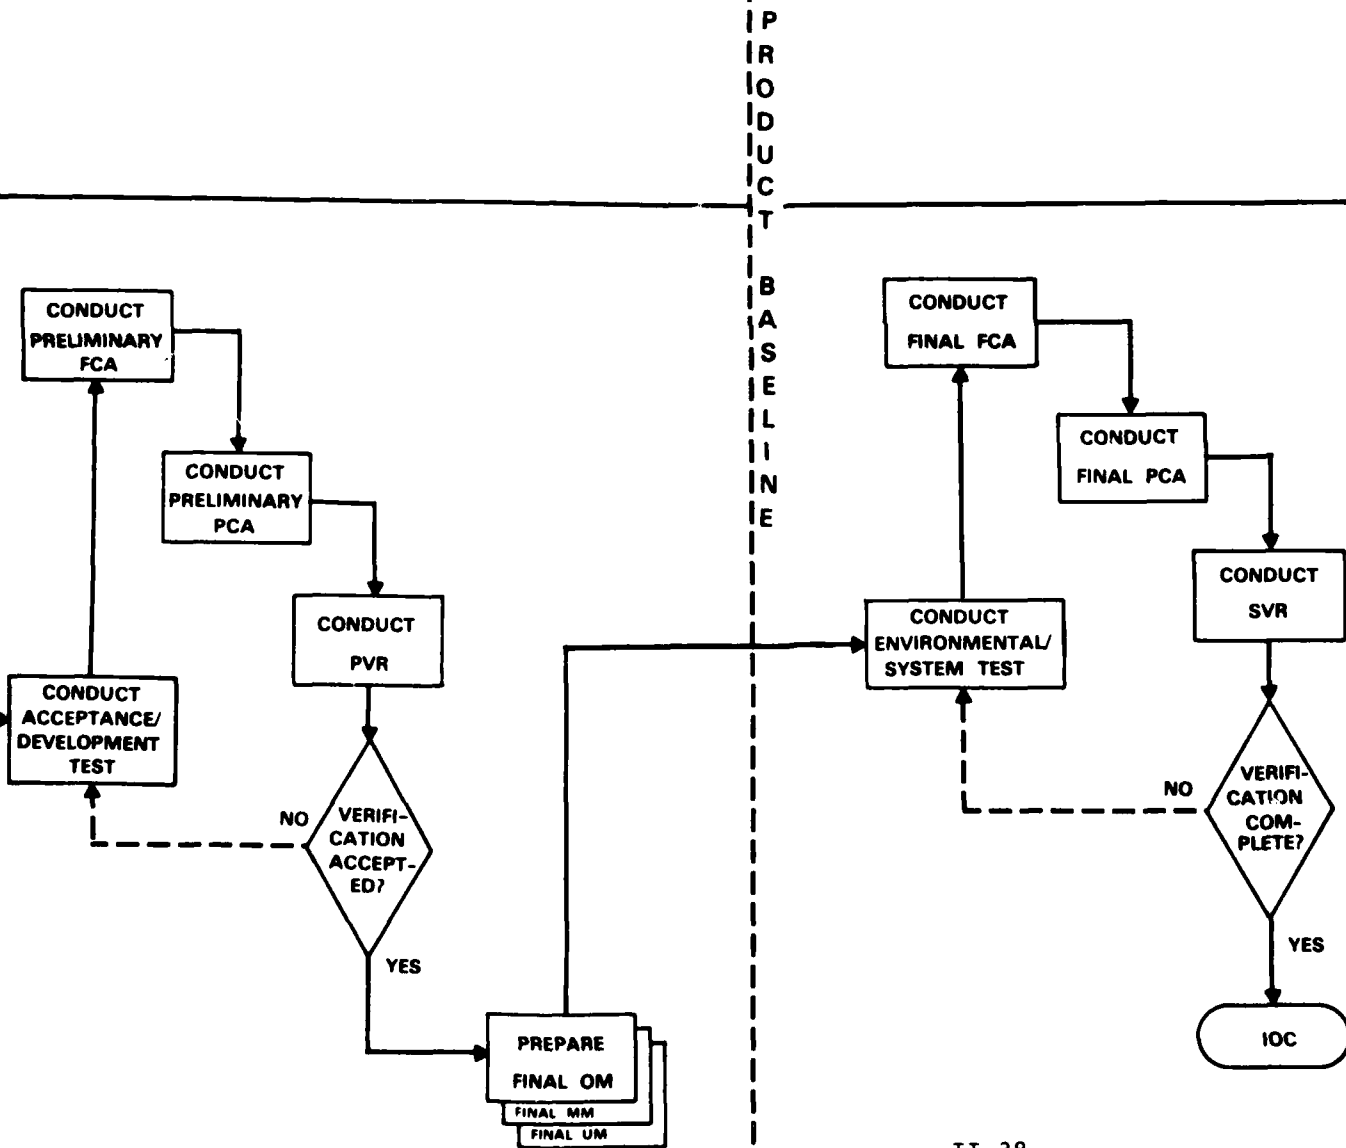 PRODUCT BASELINE
CONDUCT
PRELIMINARY
FCA
CONDUCT
PRELIMINARY
PCA
CONDUCT
PVR
CONDUCT
ACCEPTANCE/
DEVELOPMENT
TEST
NO
VERIFI-
CATION
ACCEPT-
ED?
YES
PREPARE
FINAL OM
FINAL MM
FINAL UM
CONDUCT
FINAL FCA
CONDUCT
FINAL PCA
CONDUCT
SVR
CONDUCT
ENVIRONMENTAL/
SYSTEM TEST
NO
VERIFI-
CATION
COM-
PLETE?
YES
IOC